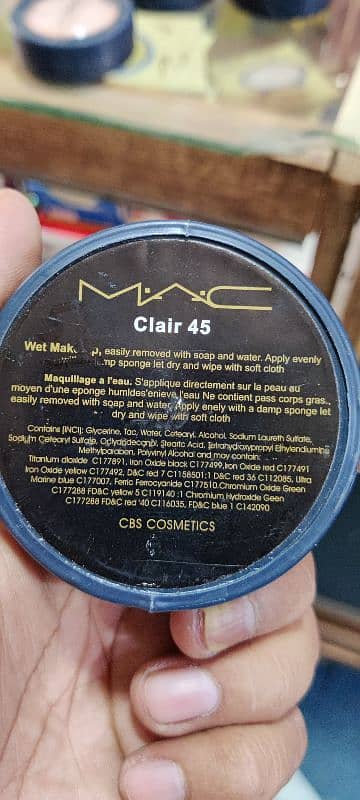 MAC
Clair 45
Wet Mak p, easily removed with soap and water. Apply evenly
mp sponge let dry and wipe with soft cloth
Maquillage a l'eau. S'applique directement sur la peau au
moyen d'une eponge humldes'enievo, l'eau Ne contient pass corps gras..
easily removed with soap and water, Apply enely with a damp sponge let
dry and wipe with soft cloth
Contains (INCI): Glycerine, Tac, Water, Cetearyl, Alcohol, Sodium Laureth Sulfate,
Sodium Cetearyl Sulfate, Octyldodecanol, Stearic Acid, Tetrahydroxypropyl Ethylendiumine
Methylparaben, Polyvinyl Alcohol and may contain:
Titanium dioxide C177891, Iron Oxide black C177499, Iron Oxide red C177491
Iron Oxide yellow C177492, D&C red 7 C1158501:1 D&C red 36 C112085, Ultra
Marine blue C177007, Ferric Ferrocyanide C177510, Chromium Oxide Green
C177288 FD&C yellow 5 C119140 :1 Chromium Hydroxide Geen
C177288 FD&C red '40 C116035, FD&C blue 1 C142090
CBS COSMETICS